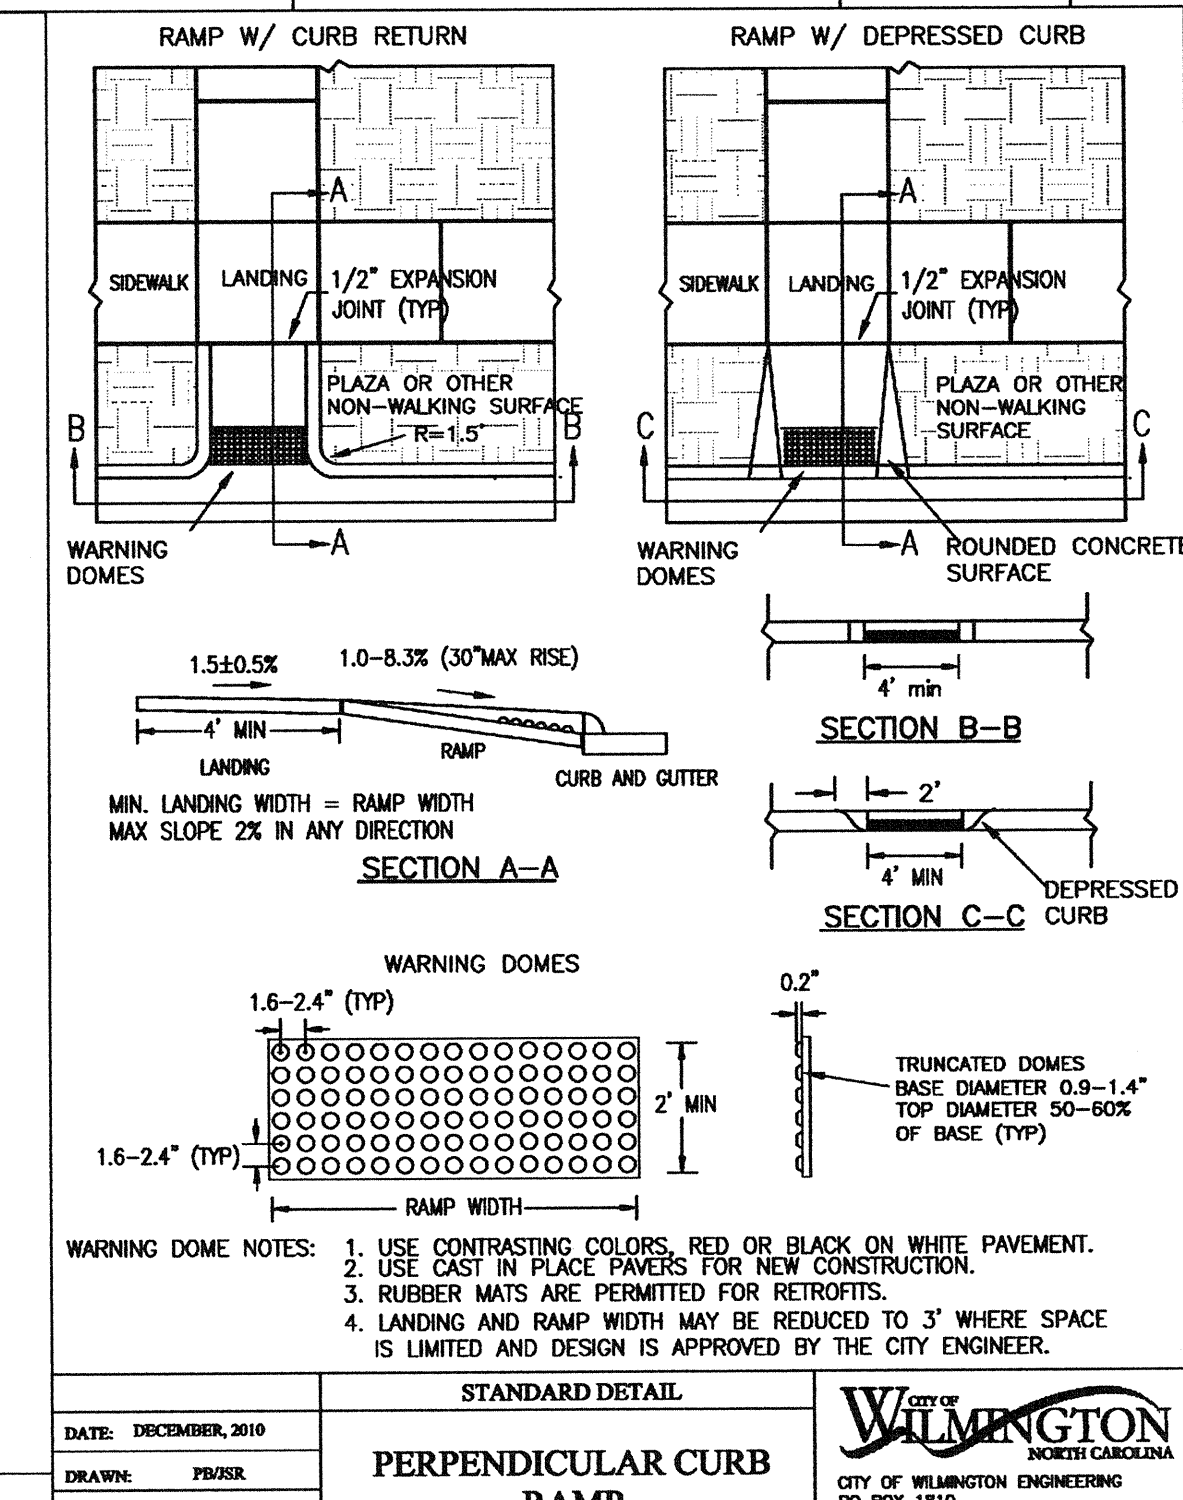 RAMP W/ CURB RETURN
RAMP W/ DEPRESSED CURB
A
A
SIDEWALK
LANDING
1/2" EXPANSION
JOINT (TYP)
SIDEWALK
LANDING
1/2" EXPANSION
JOINT (TYP)
PLAZA OR OTHER
NON-WALKING SURFACE
R=1.5'
PLAZA OR OTHER
NON-WALKING
SURFACE
B
B
C
C
WARNING
DOMES
A
WARNING
DOMES
A
ROUNDED CONCRETE
SURFACE
1.5±0.5%
1.0-8.3% (30"MAX RISE)
4' MIN
LANDING
RAMP
CURB AND GUTTER
MIN. LANDING WIDTH = RAMP WIDTH
MAX SLOPE 2% IN ANY DIRECTION
SECTION A-A
4' min
SECTION B-B
2'
4' MIN
DEPRESSED
CURB
SECTION C-C
WARNING DOMES
1.6-2.4" (TYP)
1.6-2.4" (TYP)
2' MIN
RAMP WIDTH
0.2"
TRUNCATED DOMES
BASE DIAMETER 0.9-1.4"
TOP DIAMETER 50-60%
OF BASE (TYP)
WARNING DOME NOTES: 1. USE CONTRASTING COLORS, RED OR BLACK ON WHITE PAVEMENT.
2. USE CAST IN PLACE PAVERS FOR NEW CONSTRUCTION.
3. RUBBER MATS ARE PERMITTED FOR RETROFITS.
4. LANDING AND RAMP WIDTH MAY BE REDUCED TO 3' WHERE SPACE
IS LIMITED AND DESIGN IS APPROVED BY THE CITY ENGINEER.
STANDARD DETAIL
DATE: DECEMBER, 2010
DRAWN: PB/JSR
PERPENDICULAR CURB
RAMP
CITY OF
WILMINGTON
NORTH CAROLINA
CITY OF WILMINGTON ENGINEERING
PO BOX 1810